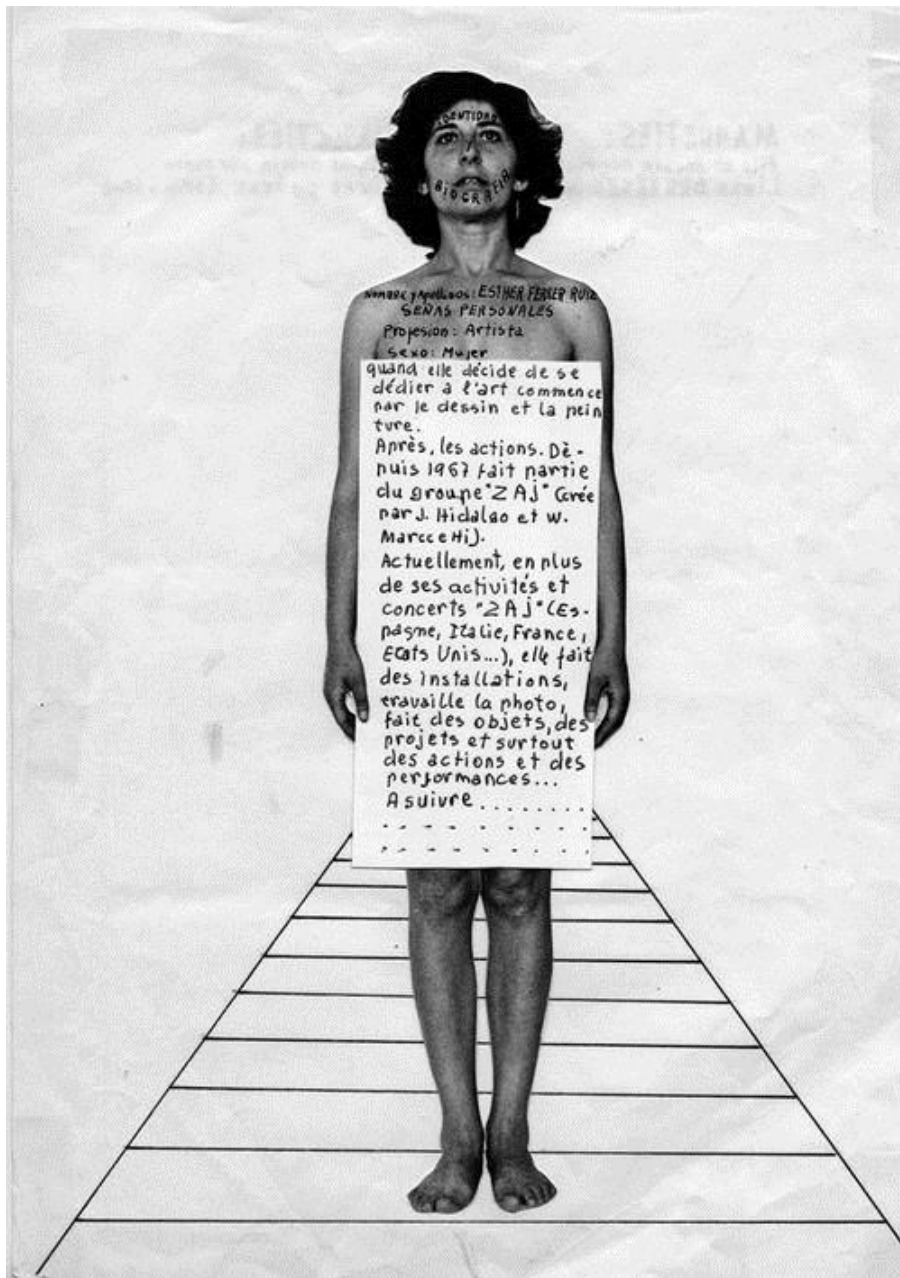 IDENTIDAD
BIOGRAFIA
Nombre y Apellidos: ESTHER FERRER RUIZ
SEÑAS PERSONALES
Profesion: Artista
Sexo: Mujer
quand elle décide de se
dédier a l'art commence
par le dessin et la pein
ture.
Après, les actions. Dè-
puis 1967 fait partie
du groupe "ZAj" (crée
par J. Hidalgo et W.
MarcceHi).
Actuellement, en plus
de ses activités et
concerts "ZAj" (Es-
pagne, Italie, France,
Etats Unis...), elle fait
des installations,
travaille la photo,
fait des objets, des
projets et surtout
des actions et des
performances...
A suivre ........
. . . . . . . .
. . . . . . . .